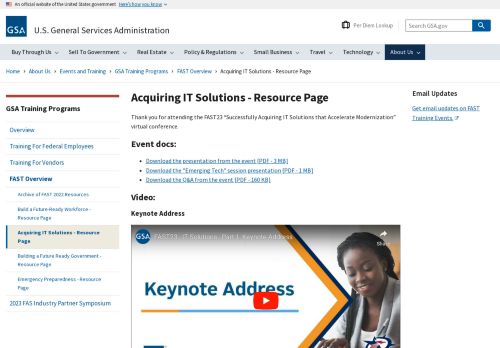 An official website of the United States government Here's how you know
GSA U.S. General Services Administration
Per Diem Lookup
Search GSA.gov
Buy Through Us Sell To Government Real Estate Policy & Regulations Small Business Travel Technology About Us
Home › About Us › Events and Training › GSA Training Programs › FAST Overview › Acquiring IT Solutions - Resource Page
GSA Training Programs
Overview
Training For Federal Employees
Training For Vendors
FAST Overview
Archive of FAST 2022 Resources
Build a Future-Ready Workforce -
Resource Page
Acquiring IT Solutions - Resource
Page
Building a Future Ready Government -
Resource Page
Emergency Preparedness - Resource
Page
2023 FAS Industry Partner Symposium
Acquiring IT Solutions - Resource Page
Thank you for attending the FAST23 “Successfully Acquiring IT Solutions that Accelerate Modernization”
virtual conference.
Event docs:
Download the presentation from the event [PDF - 3 MB]
Download the "Emerging Tech" session presentation [PDF - 1 MB]
Download the Q&A from the event [PDF - 160 KB]
Video:
Keynote Address
GSA FAST23 - IT Solutions - Part I Keynote Address
Share
Keynote Address
Email Updates
Get email updates on FAST
Training Events.